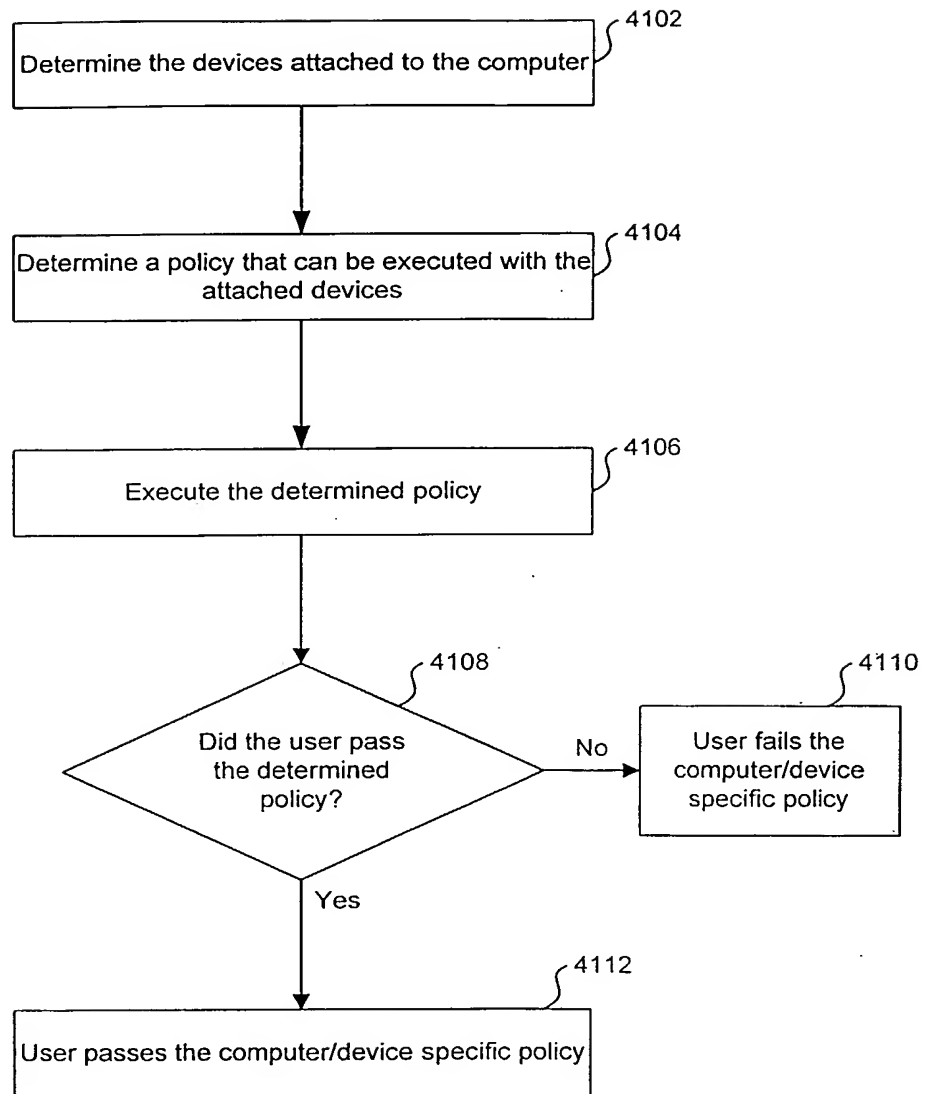 4102
Determine the devices attached to the computer
4104
Determine a policy that can be executed with the
attached devices
4106
Execute the determined policy
4108
Did the user pass
the determined
policy?
No
4110
User fails the
computer/device
specific policy
Yes
4112
User passes the computer/device specific policy